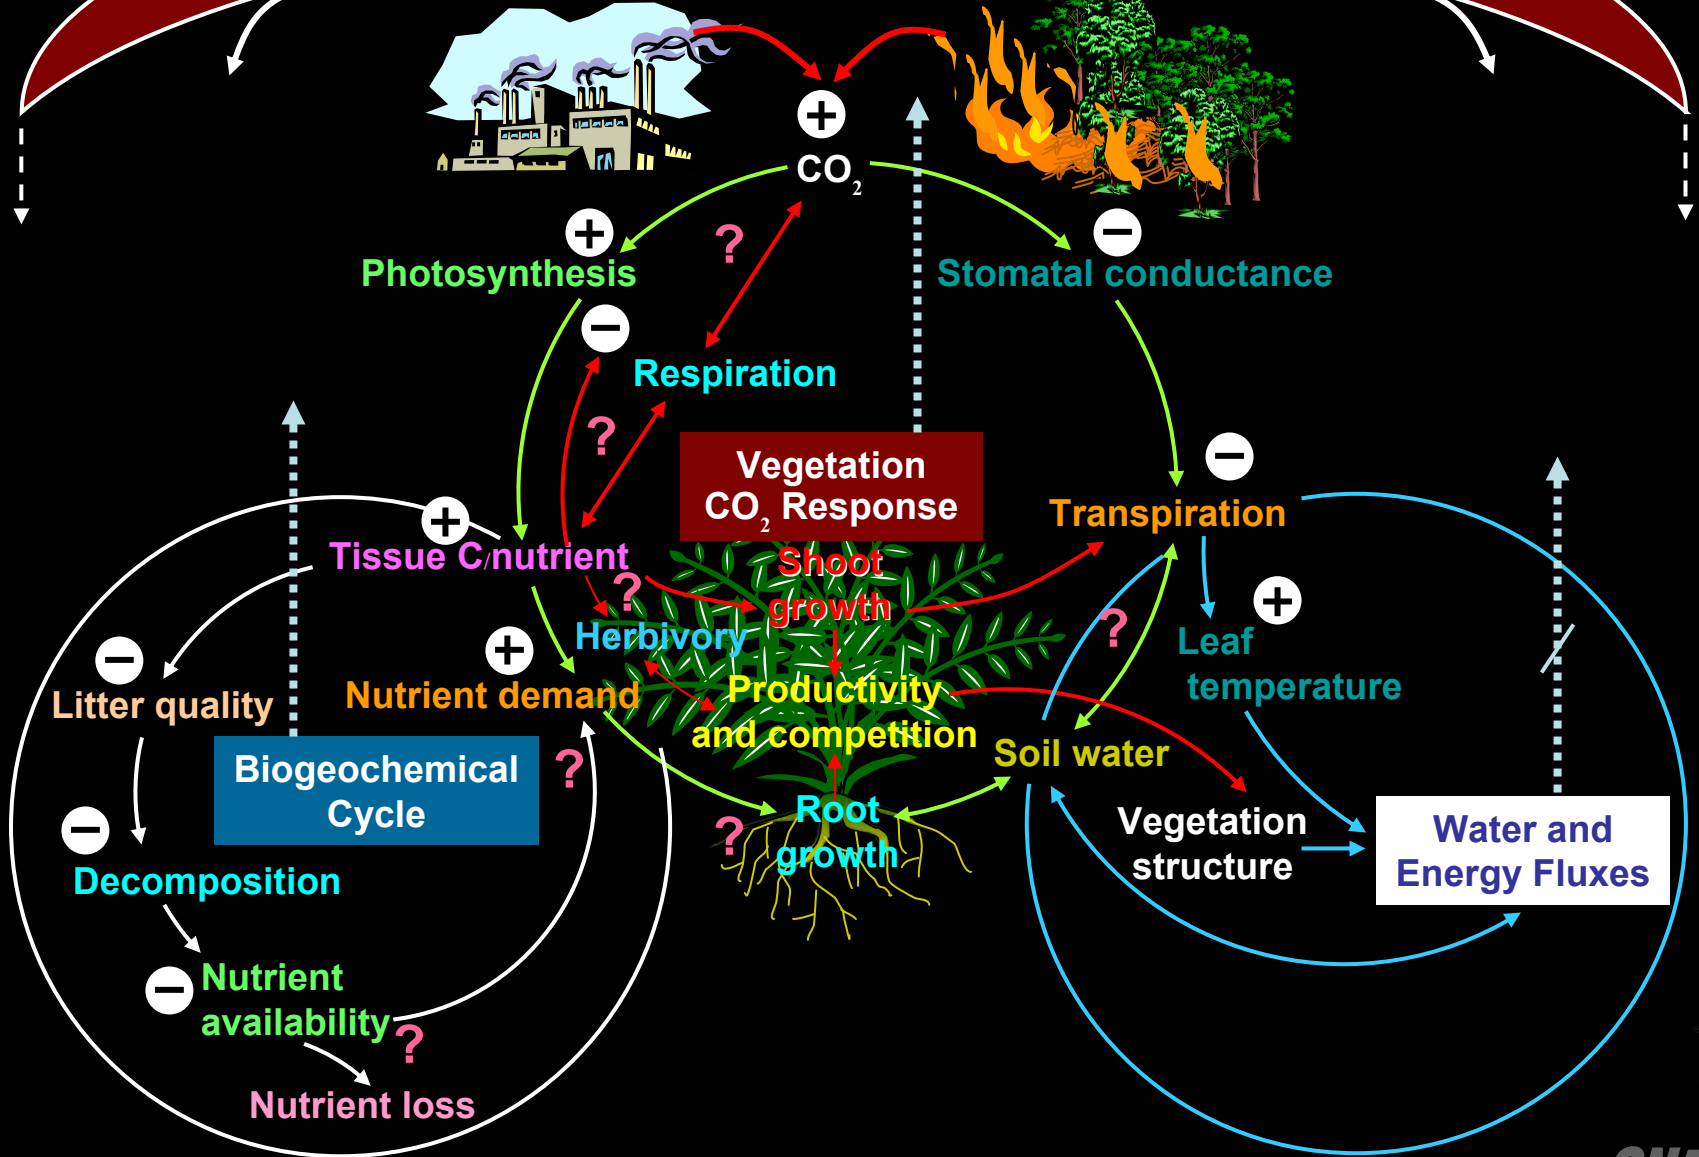 +
CO₂
+
−
?
Photosynthesis
Stomatal conductance
−
Respiration
?
Vegetation
CO₂ Response
−
+
Transpiration
Tissue C/nutrient
Shoot
growth
?
+
?
Herbivory
Leaf
temperature
−
+
Litter quality
Nutrient demand
Productivity
and competition
Soil water
Biogeochemical
Cycle
?
Root
growth
?
Vegetation
structure
Water and
Energy Fluxes
−
Decomposition
−
Nutrient
availability
?
Nutrient loss